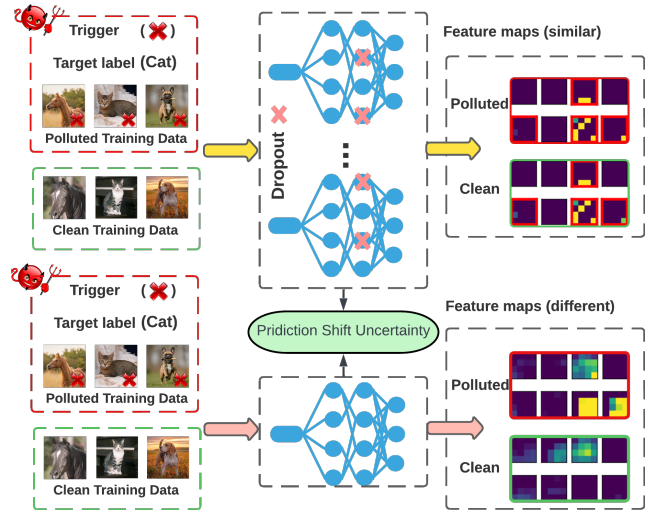 Trigger ( )
Target label (Cat)
Polluted Training Data
Clean Training Data
Dropout
...
Feature maps (similar)
Polluted
Clean
Trigger ( )
Target label (Cat)
Polluted Training Data
Clean Training Data
Pridiction Shift Uncertainty
Feature maps (different)
Polluted
Clean